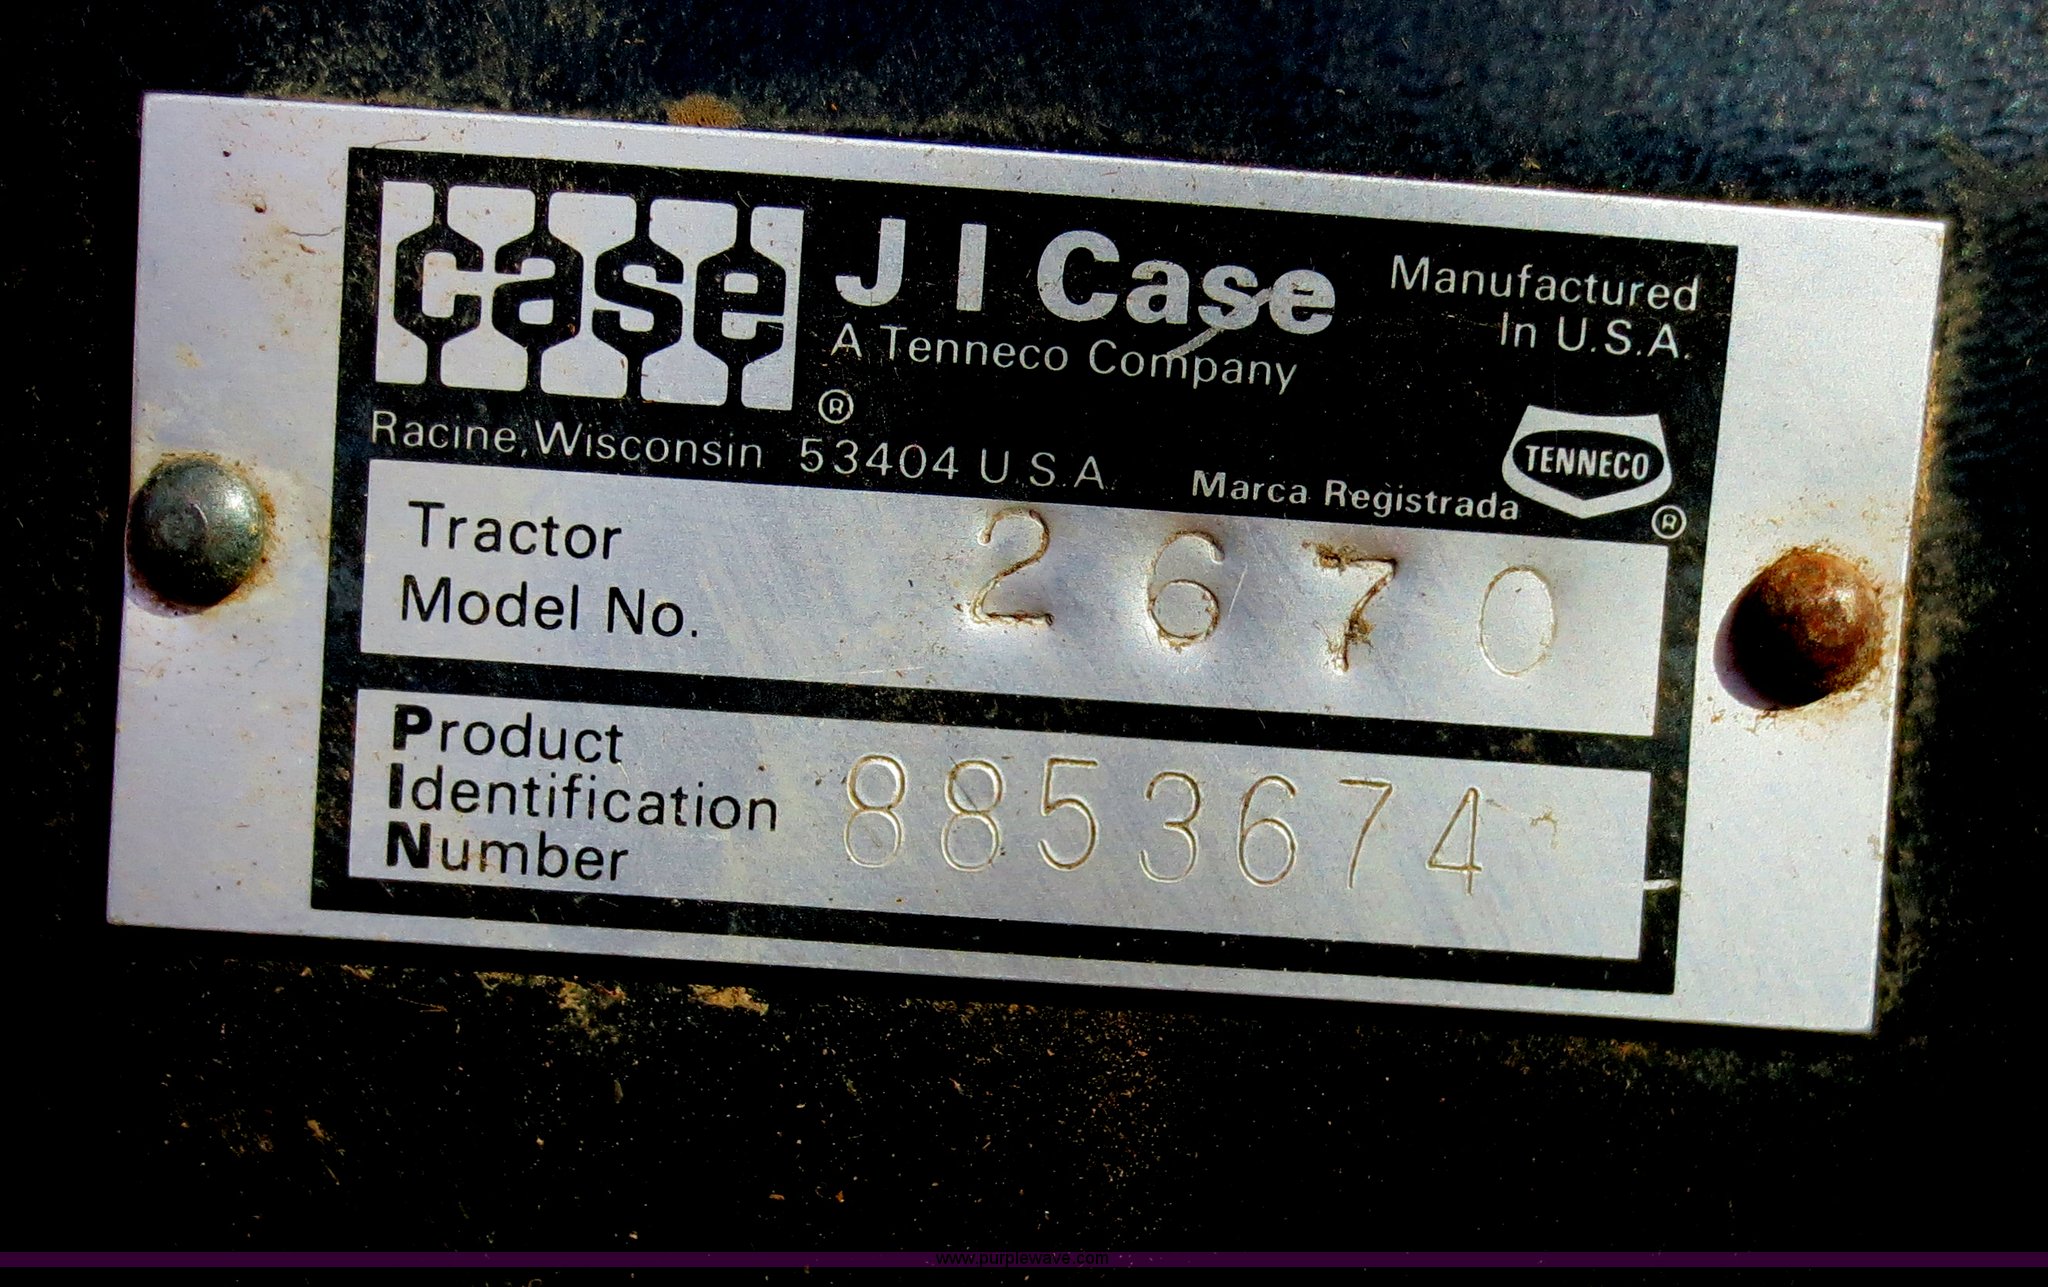 case
®
J I Case
A Tenneco Company
Manufactured
In U.S.A.
Racine, Wisconsin 53404 U.S.A.
Marca Registrada
TENNECO
®
Tractor
Model No.
2670
Product
Identification
Number
8853674
www.purplewave.com